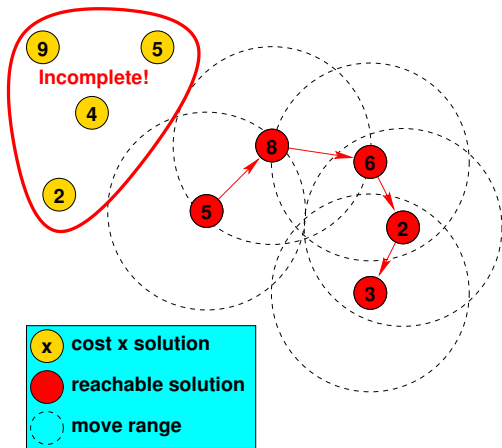 9
5
Incomplete!
4
2
8
6
5
2
3
x cost x solution
reachable solution
move range